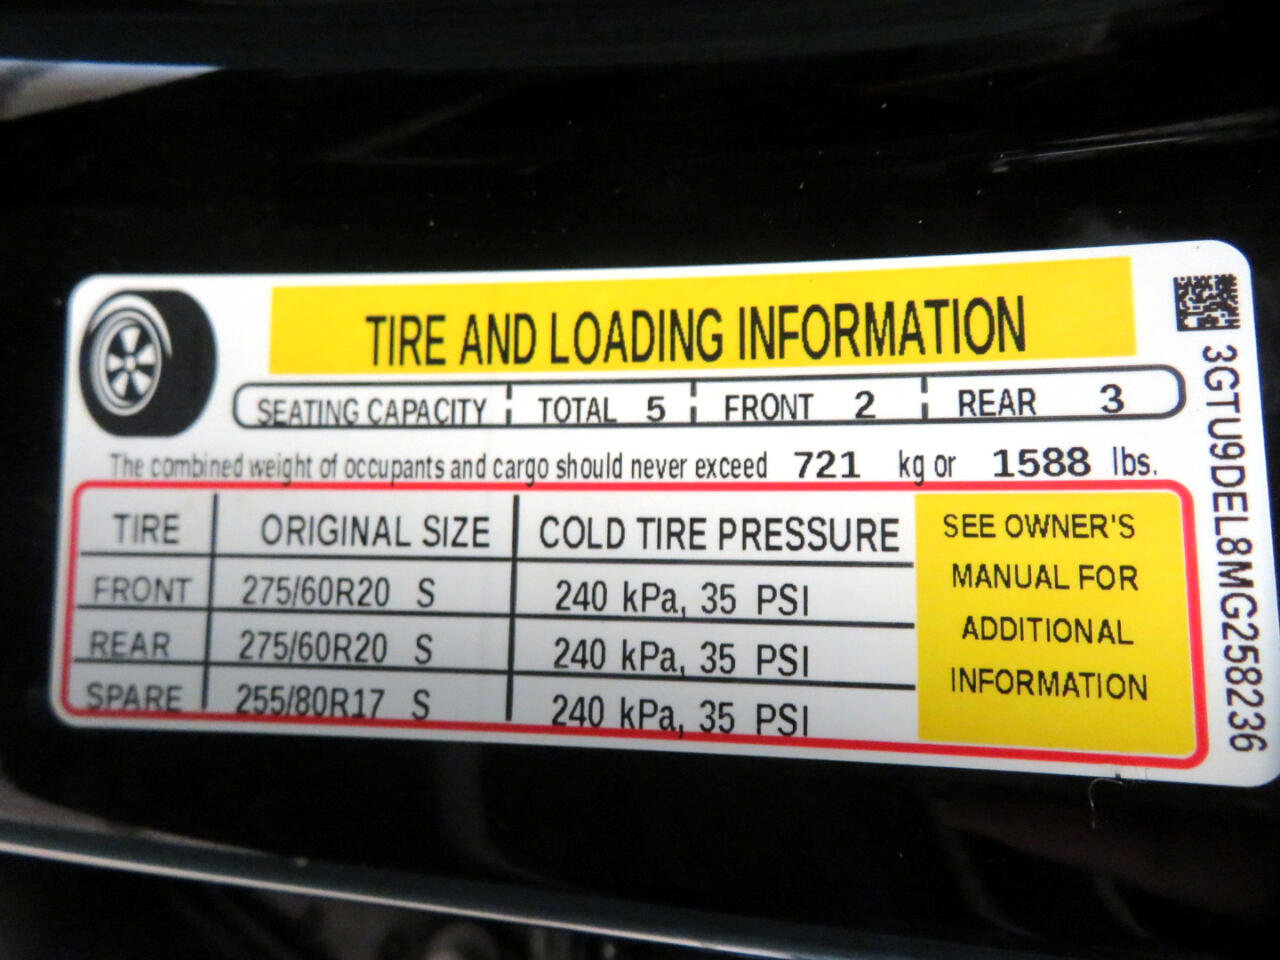 TIRE AND LOADING INFORMATION
SEATING CAPACITY TOTAL 5 FRONT 2 REAR 3
The combined weight of occupants and cargo should never exceed 721 kg or 1588 lbs.
TIRE ORIGINAL SIZE COLD TIRE PRESSURE
FRONT 275/60R20 S 240 kPa, 35 PSI
REAR 275/60R20 S 240 kPa, 35 PSI
SPARE 255/80R17 S 240 kPa, 35 PSI
SEE OWNER'S
MANUAL FOR
ADDITIONAL
INFORMATION
3GTU9DEL8MG258236